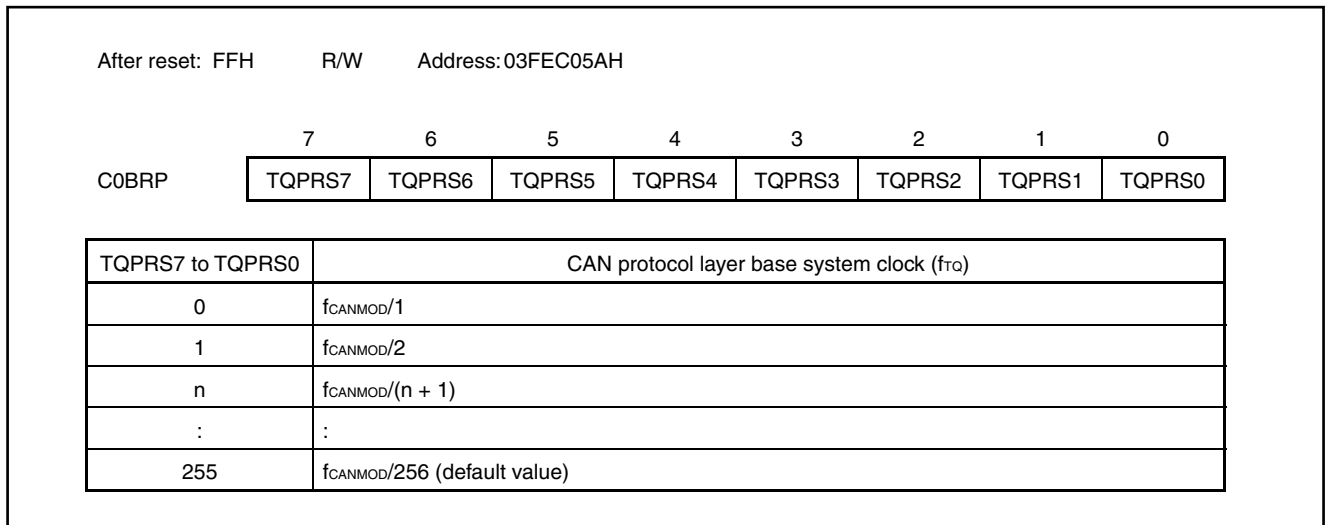 After reset: FFH R/W Address: 03FEC05AH
7 6 5 4 3 2 1 0
C0BRP TQPRS7 TQPRS6 TQPRS5 TQPRS4 TQPRS3 TQPRS2 TQPRS1 TQPRS0
TQPRS7 to TQPRS0 CAN protocol layer base system clock (fTQ)
0 fCANMOD/1
1 fCANMOD/2
n fCANMOD/(n + 1)
: :
255 fCANMOD/256 (default value)